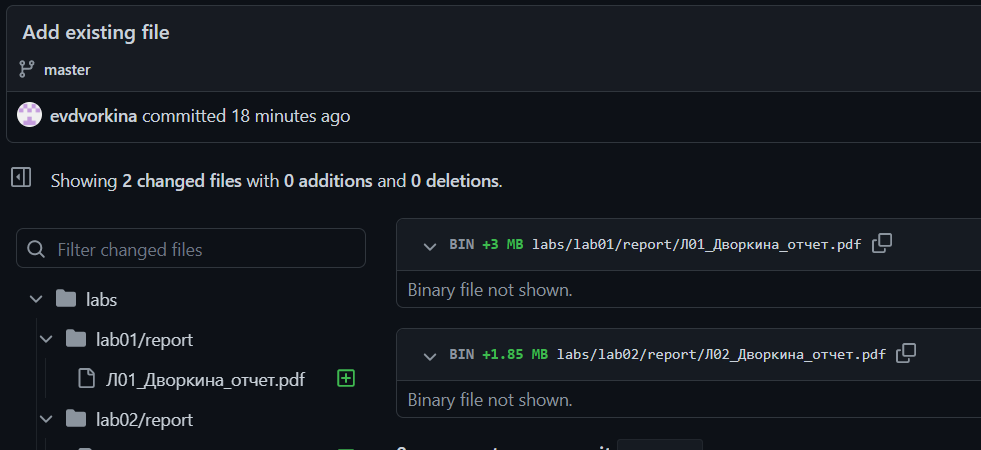 Add existing file
master
evdvorkina committed 18 minutes ago
Showing 2 changed files with 0 additions and 0 deletions.
Filter changed files
labs
lab01/report
Л01_Дворкина_отчет.pdf
lab02/report
BIN +3 MB labs/lab01/report/Л01_Дворкина_отчет.pdf
Binary file not shown.
BIN +1.85 MB labs/lab02/report/Л02_Дворкина_отчет.pdf
Binary file not shown.